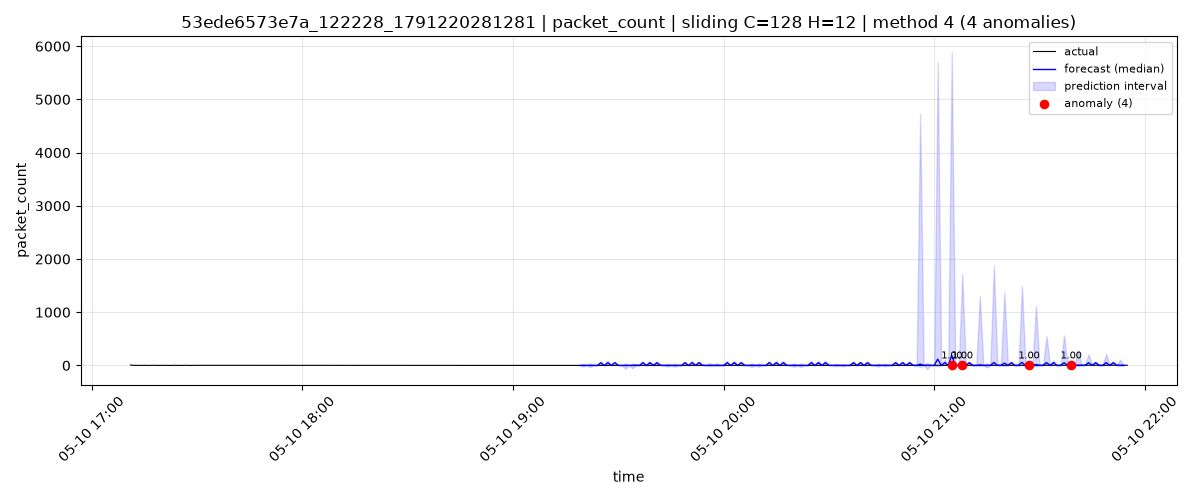 53ede6573e7a_122228_1791220281281 | packet_count | sliding C=128 H=12 | method 4 (4 anomalies)
actual
forecast (median)
prediction interval
anomaly (4)
packet_count
6000
5000
4000
3000
2000
1000
0
1.00
1.00
1.00
05-10 17:00
05-10 18:00
05-10 19:00
05-10 20:00
05-10 21:00
05-10 22:00
time